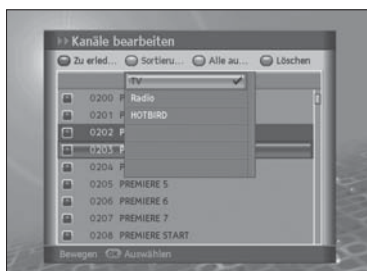 Kanäle bearbeiten
Zu erled... Sortieru... Alle au... Löschen
TV
Radio
HOTBIRD
0200 P
0201 P
0202 P
0203 P
0204 P
0205 PREMIERE 5
0206 PREMIERE 6
0207 PREMIERE 7
0208 PREMIERE START
Bewegen OK Auswählen